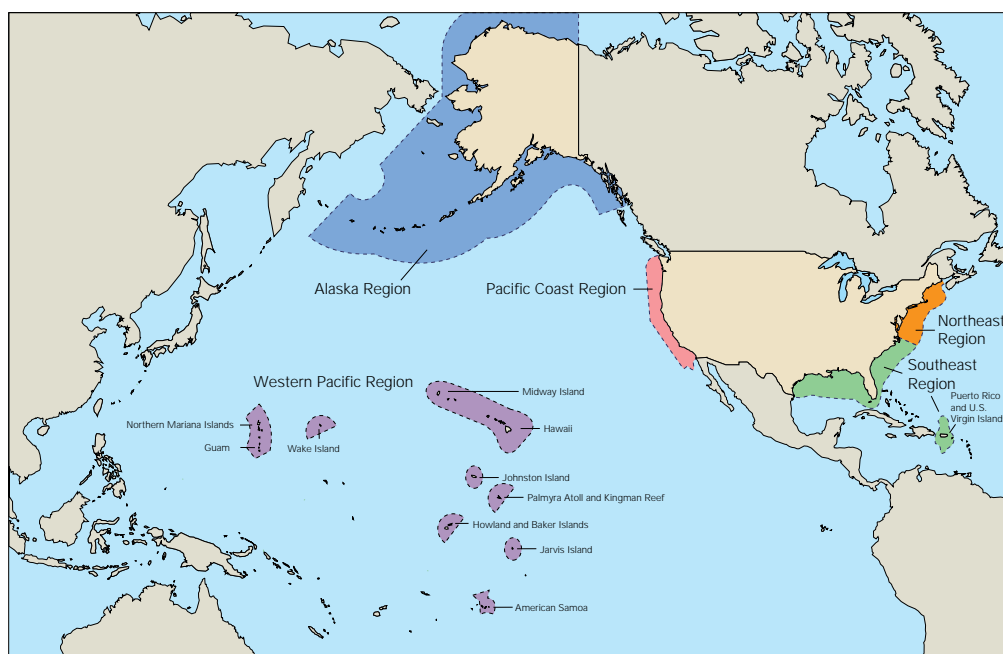 Alaska Region
Pacific Coast Region
Northeast
Region
Southeast
Region
Puerto Rico
and U.S.
Virgin Island
Western Pacific Region
Midway Island
Northern Mariana Islands
Guam
Wake Island
Hawaii
Johnston Island
Palmyra Atoll and Kingman Reef
Howland and Baker Islands
Jarvis Island
American Samoa